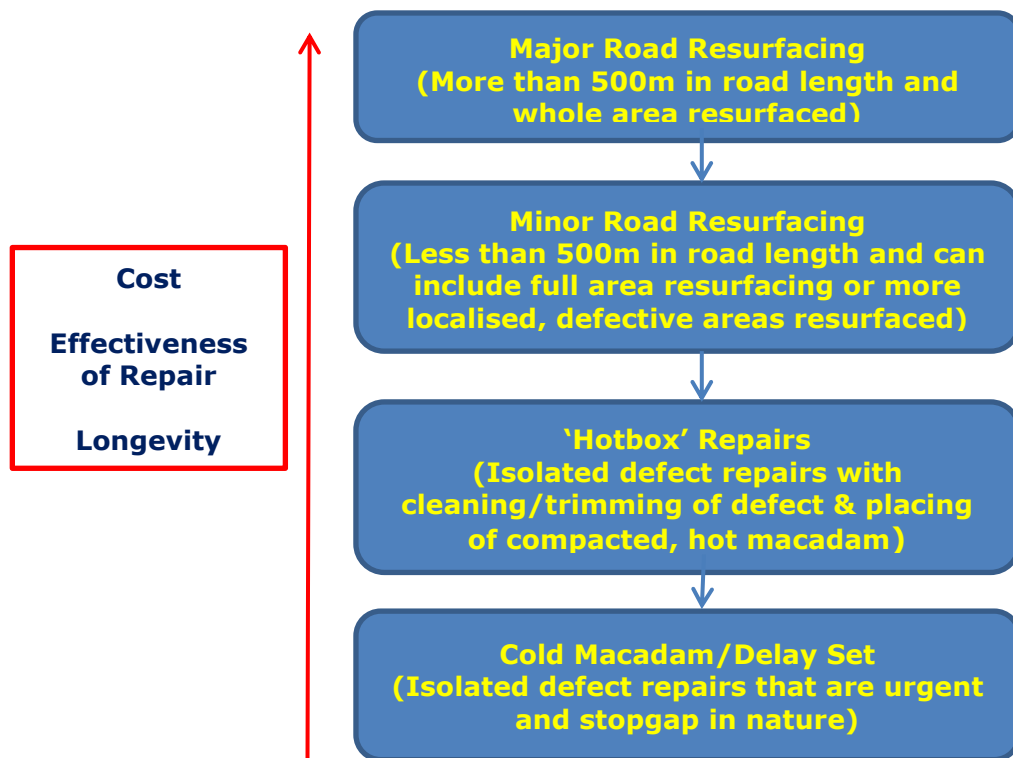 Major Road Resurfacing
(More than 500m in road length and
whole area resurfaced)
Minor Road Resurfacing
(Less than 500m in road length and can
include full area resurfacing or more
localised, defective areas resurfaced)
Cost
Effectiveness
of Repair
Longevity
‘Hotbox’ Repairs
(Isolated defect repairs with
cleaning/trimming of defect & placing
of compacted, hot macadam)
Cold Macadam/Delay Set
(Isolated defect repairs that are urgent
and stopgap in nature)